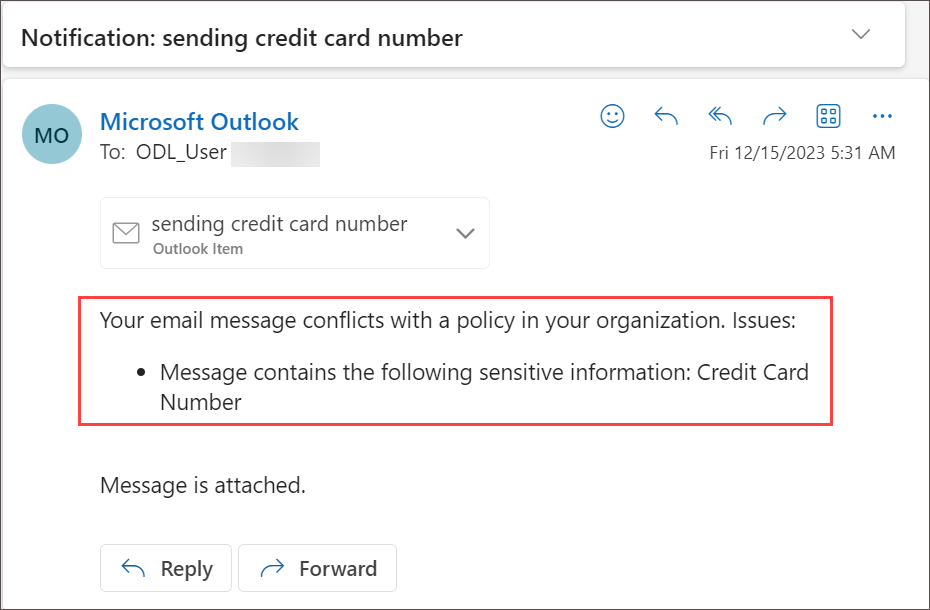 Notification: sending credit card number
MO
Microsoft Outlook
To: ODL_User
Fri 12/15/2023 5:31 AM
sending credit card number
Outlook Item
Your email message conflicts with a policy in your organization. Issues:
• Message contains the following sensitive information: Credit Card
Number
Message is attached.
Reply
Forward